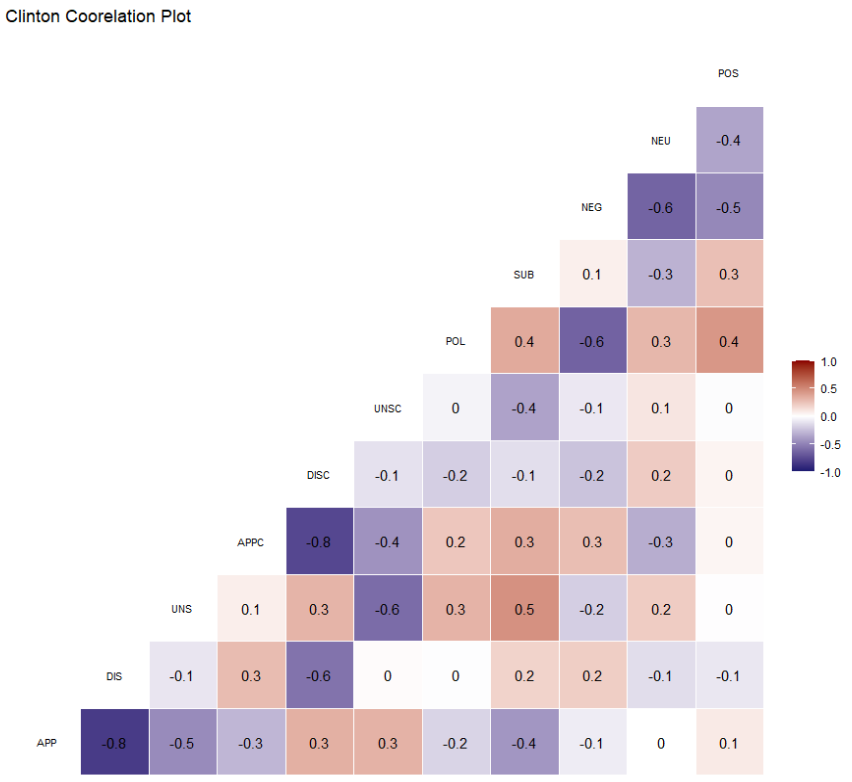 Clinton Coorelation Plot
POS
NEU -0.4
NEG -0.6 -0.5
SUB 0.1 -0.3 0.3
POL 0.4 -0.6 0.3 0.4
UNSC 0 -0.4 -0.1 0.1 0
DISC -0.1 -0.2 -0.1 -0.2 0.2 0
APPC -0.8 -0.4 0.2 0.3 0.3 -0.3 0
UNS 0.1 0.3 -0.6 0.3 0.5 -0.2 0.2 0
DIS -0.1 0.3 -0.6 0 0 0.2 0.2 -0.1 -0.1
APP -0.8 -0.5 -0.3 0.3 0.3 -0.2 -0.4 -0.1 0 0.1
1.0
0.5
0.0
-0.5
-1.0